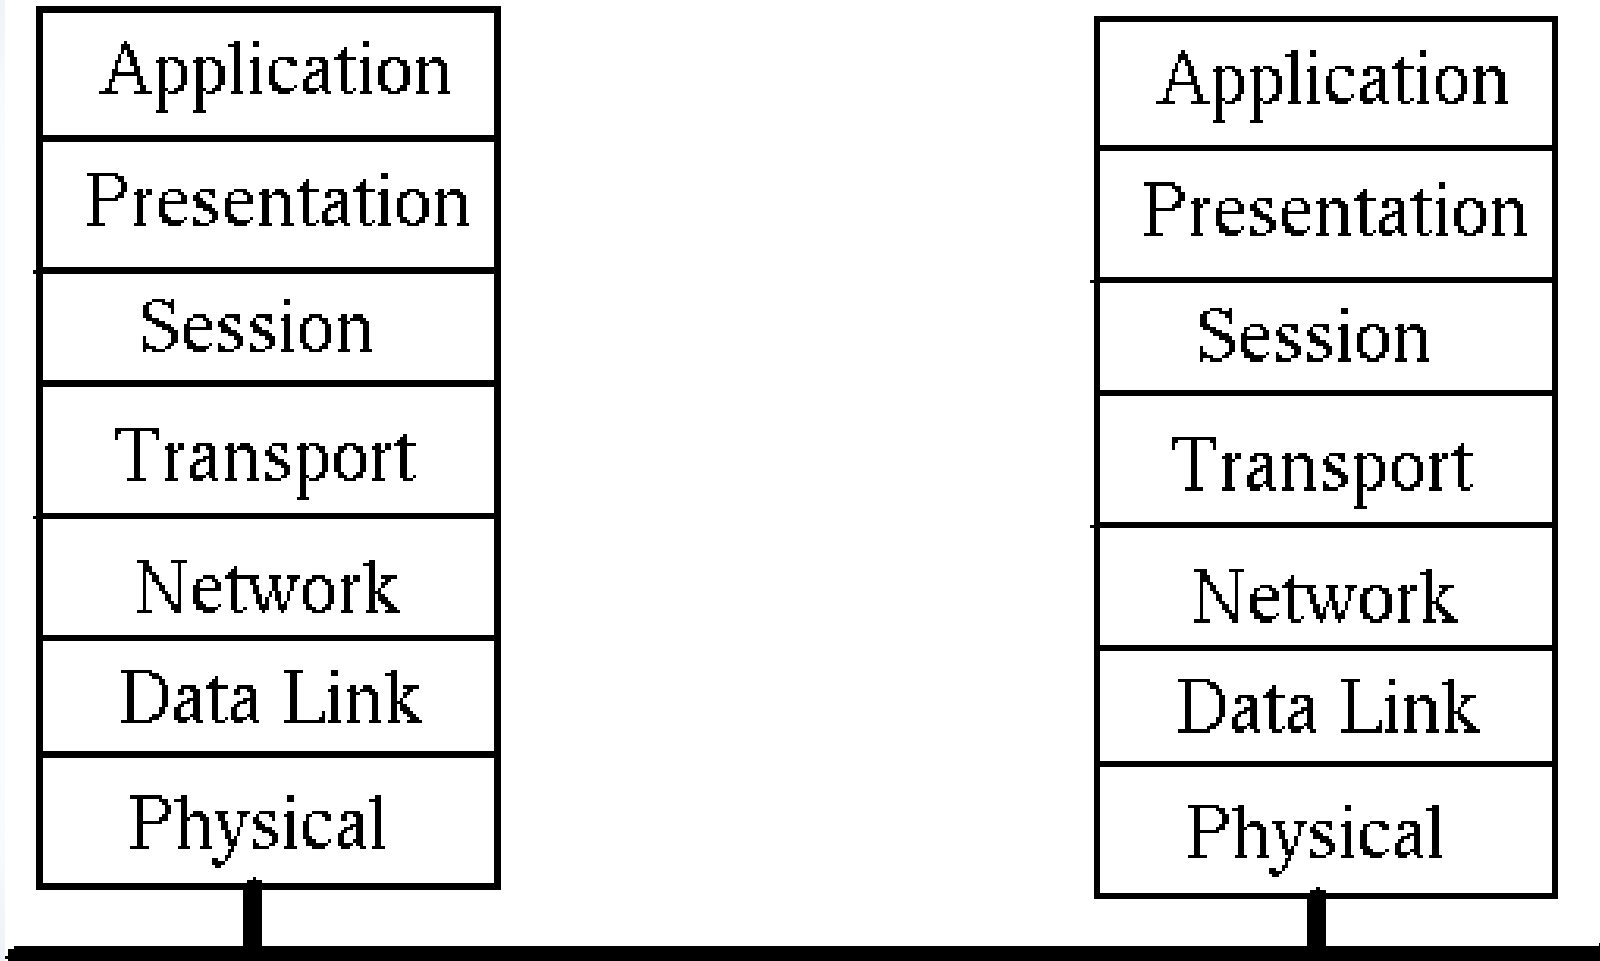 Application
Presentation
Session
Transport
Network
Data Link
Physical
Application
Presentation
Session
Transport
Network
Data Link
Physical